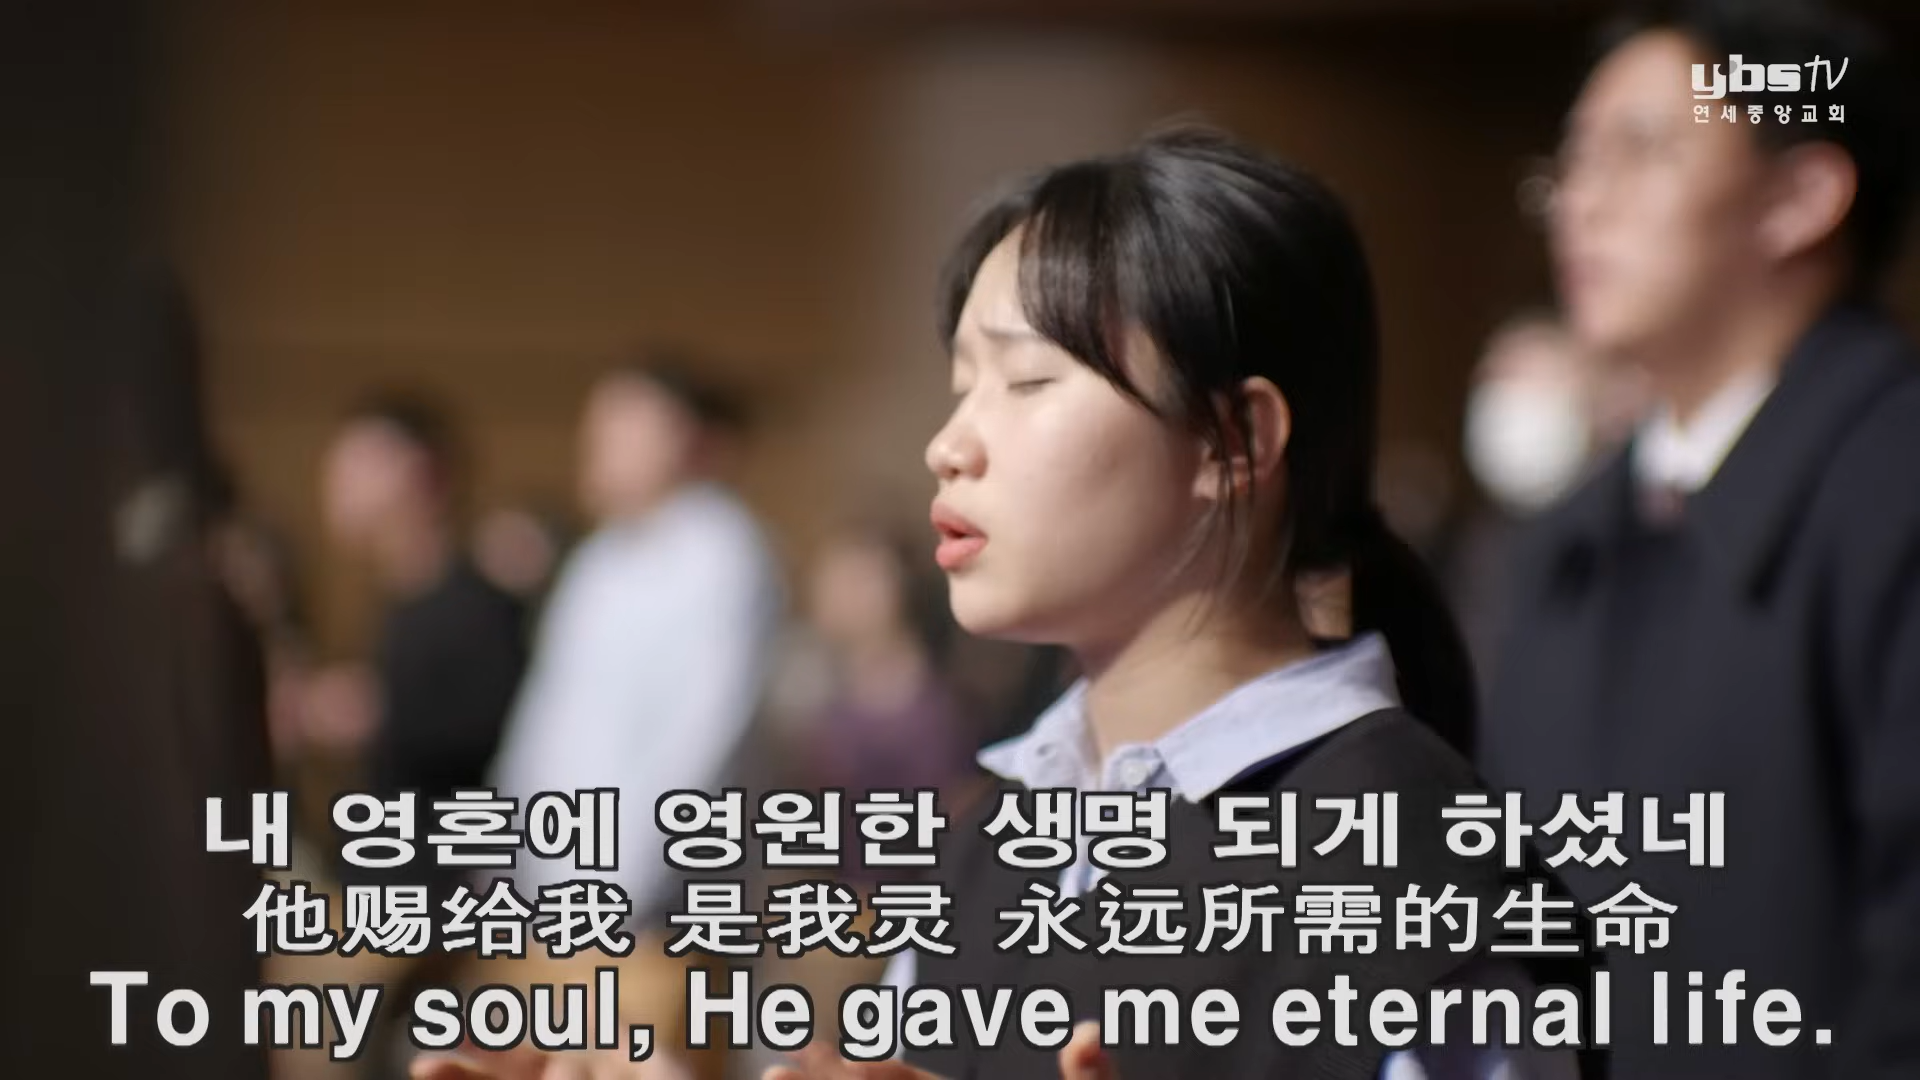 ybstv
연세중앙교회
내 영혼에 영원한 생명 되게 하셨네
他赐给我 是我灵 永远所需的生命
To my soul, He gave me eternal life.